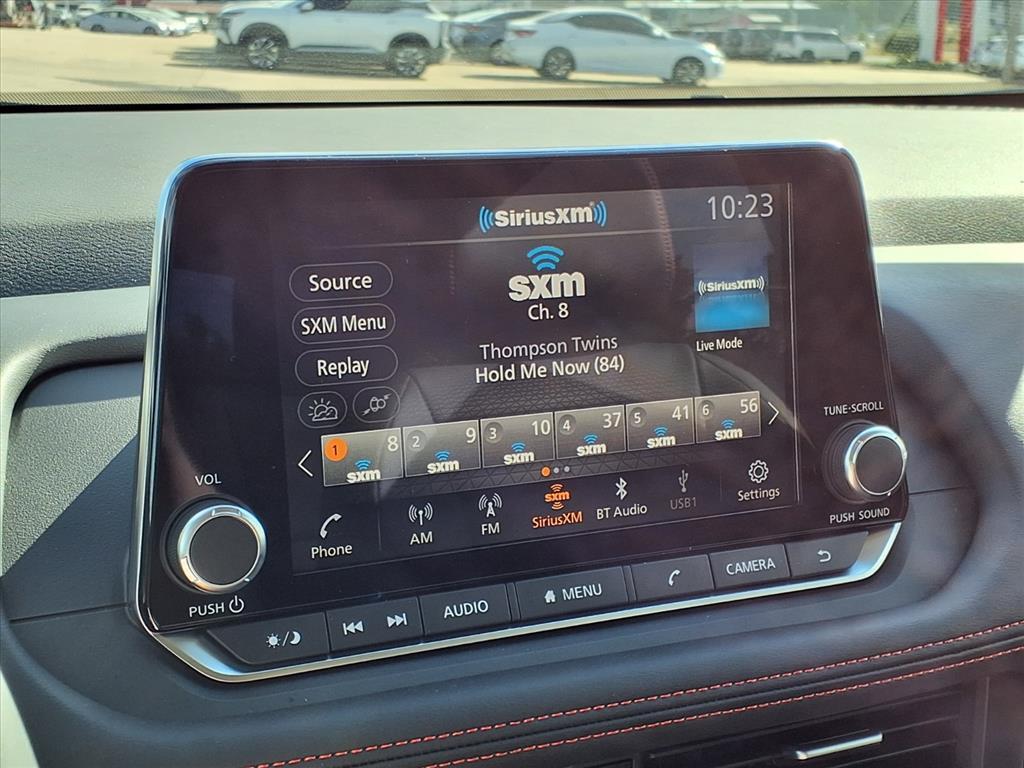 SiriusXM
10:23
Source
SXM Menu
Replay
sxm
Ch. 8
Thompson Twins
Hold Me Now (84)
SiriusXM
Live Mode
1 8 sxm
2 9 sxm
3 10 sxm
4 37 sxm
5 41 sxm
6 56 sxm
Phone
AM
FM
sxm
SiriusXM
BT Audio
USB1
Settings
VOL
PUSH
TUNE·SCROLL
PUSH SOUND
AUDIO
MENU
CAMERA